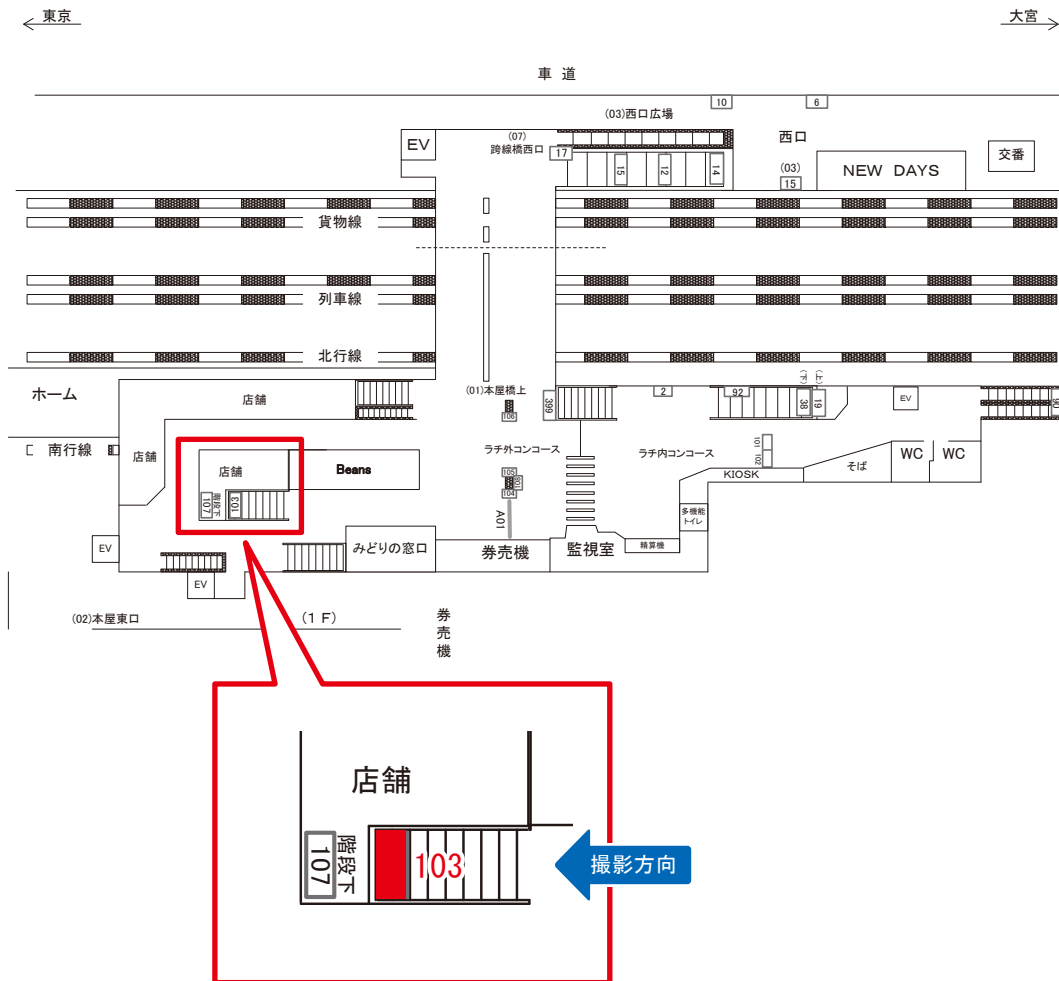 東京
大宮
車 道
10
6
(03)西口広場
(07)
跨線橋西口
17
西口
EV
15
12
14
(03)
15
NEW DAYS
交番
貨物線
列車線
北行線
ホーム
店舗
(01)本屋橋上
106
399
2
92
(下)
38
(上)
19
EV
90
南行線
店舗
店舗
Beans
ラチ外コンコース
ラチ内コンコース
101
102
KIOSK
そば
WC
WC
107
階段下
103
105
104
A01
多機能
トイレ
EV
みどりの窓口
券売機
監視室
精算機
EV
(02)本屋東口
(1F)
券売機
店舗
107
階段下
103
撮影方向